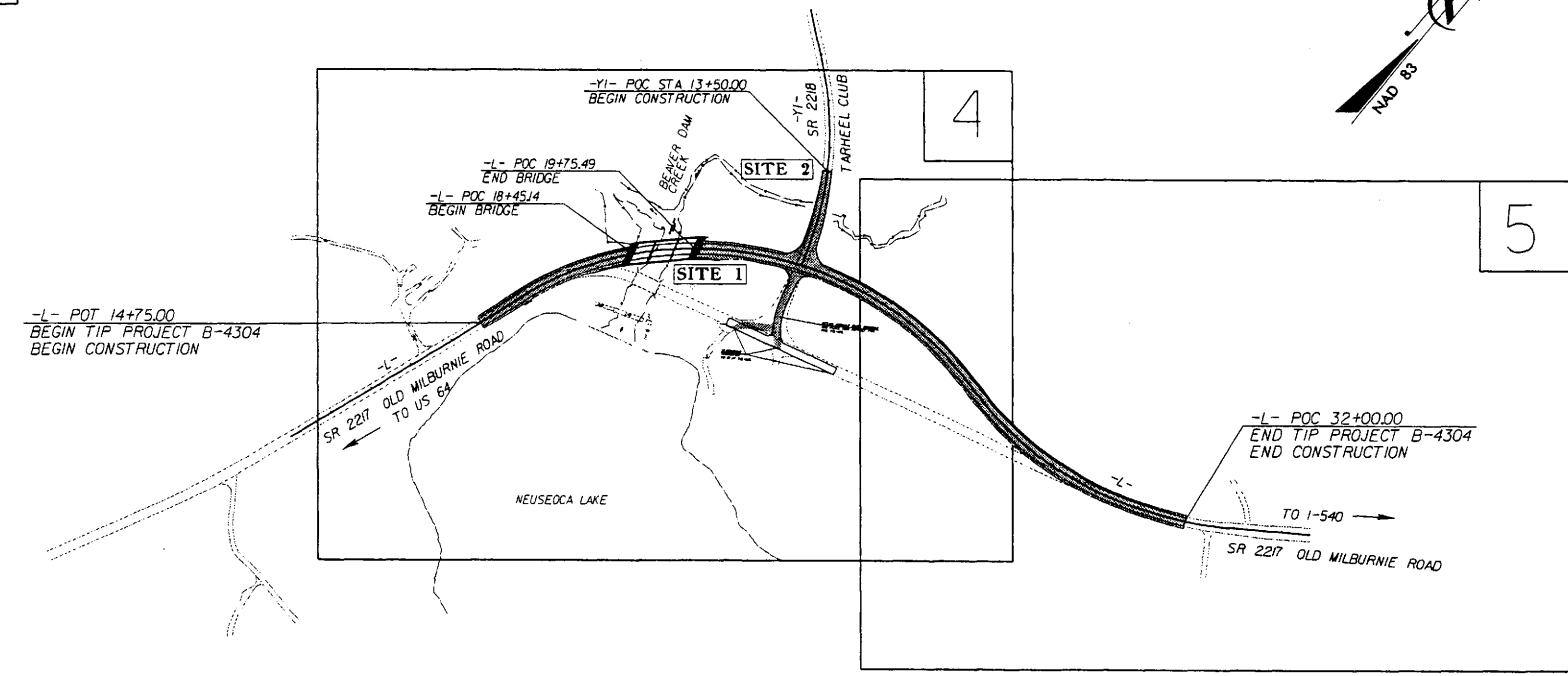 NAD 83
4
5
-Y1- POC STA 13+50.00
BEGIN CONSTRUCTION
-Y1-
SR 2218
TARHEEL CLUB
BEAVER DAM
CREEK
SITE 2
-L- POC 19+75.49
END BRIDGE
-L- POC 18+45.14
BEGIN BRIDGE
SITE 1
-L- POT 14+75.00
BEGIN TIP PROJECT B-4304
BEGIN CONSTRUCTION
-L-
SR 2217 OLD MILBURNIE ROAD
TO US 64
NEUSEOCA LAKE
-L- POC 32+00.00
END TIP PROJECT B-4304
END CONSTRUCTION
-L-
TO I-540
SR 2217 OLD MILBURNIE ROAD